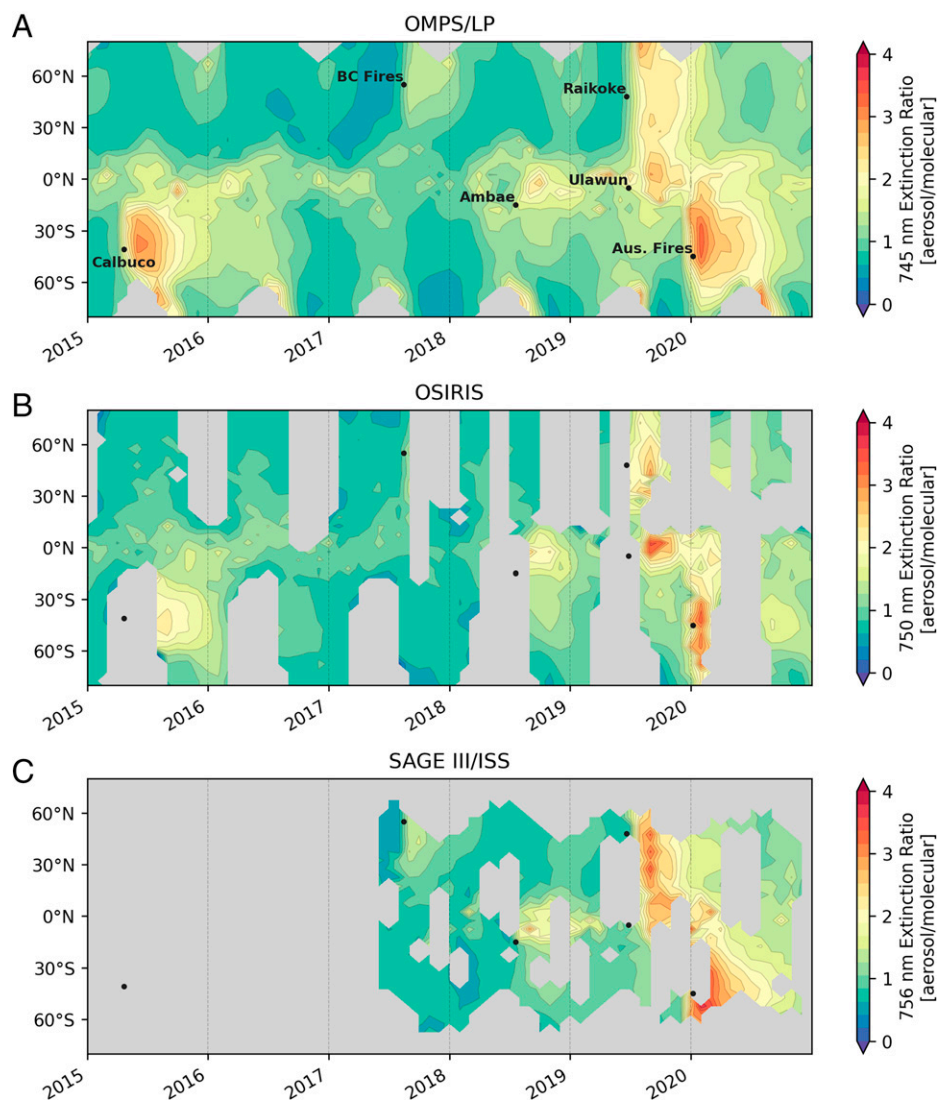 A
OMPS/LP
60°N
30°N
0°N
30°S
60°S
BC Fires
Raikoke
Ulawun
Ambae
Aus. Fires
Calbuco
2015
2016
2017
2018
2019
2020
4
3
2
1
0
745 nm Extinction Ratio
[aerosol/molecular]
B
OSIRIS
60°N
30°N
0°N
30°S
60°S
2015
2016
2017
2018
2019
2020
4
3
2
1
0
750 nm Extinction Ratio
[aerosol/molecular]
C
SAGE III/ISS
60°N
30°N
0°N
30°S
60°S
2015
2016
2017
2018
2019
2020
4
3
2
1
0
756 nm Extinction Ratio
[aerosol/molecular]